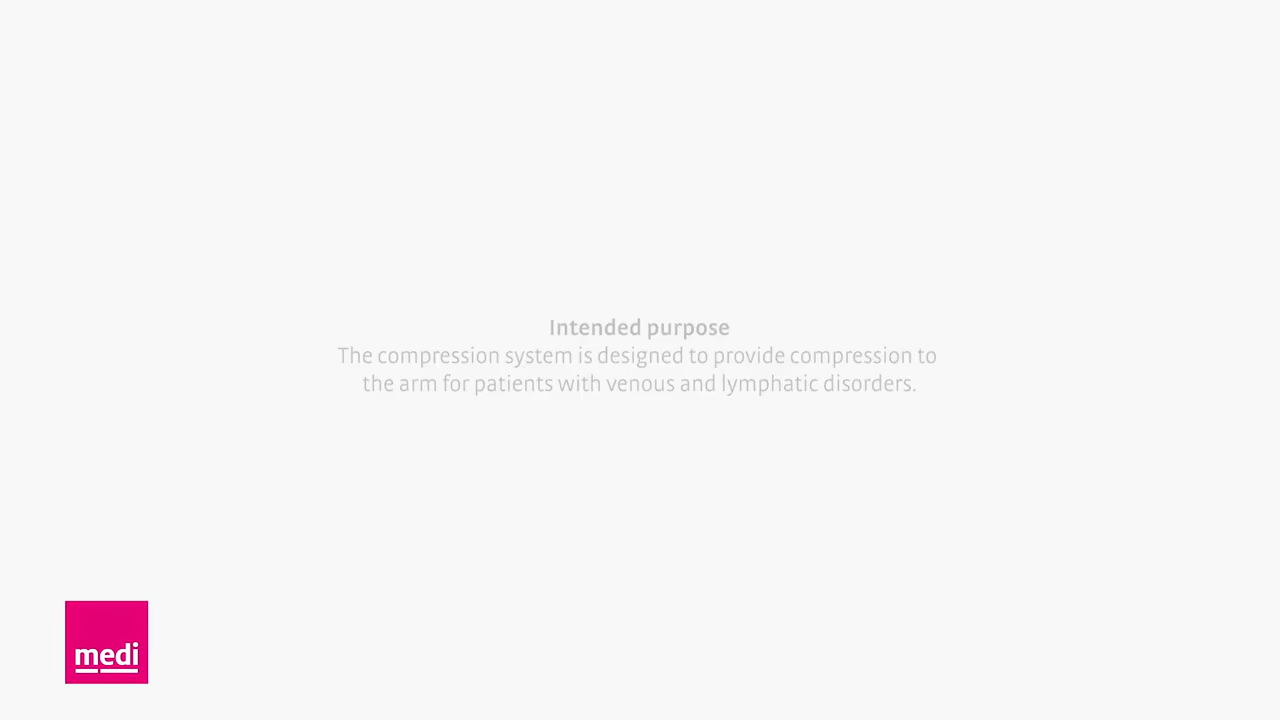 Intended purpose
The compression system is designed to provide compression to
the arm for patients with venous and lymphatic disorders.
medi